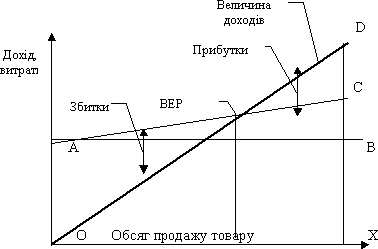 Величина
доходів
D
Дохід,
витрати
Прибутки
C
Збитки
BEP
A
B
O
Обсяг продажу товару
X